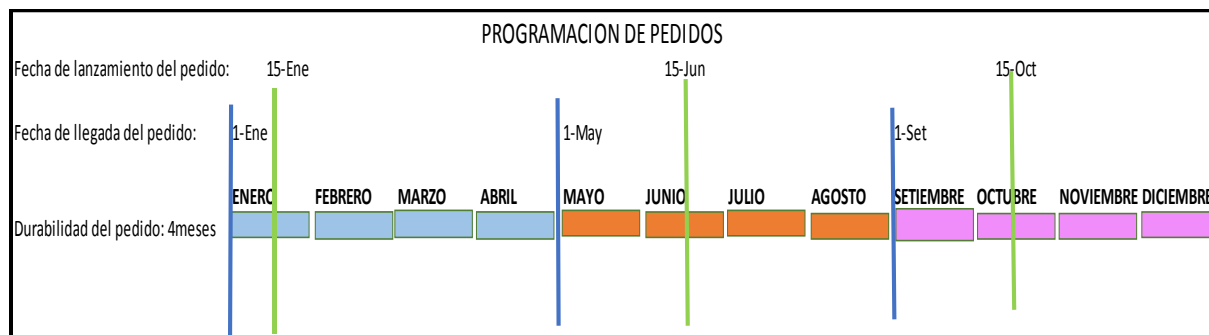 PROGRAMACION DE PEDIDOS
Fecha de lanzamiento del pedido: 15-Ene 15-Jun 15-Oct
Fecha de llegada del pedido: 1-Ene 1-May 1-Set
ENERO FEBRERO MARZO ABRIL MAYO JUNIO JULIO AGOSTO SETIEMBRE OCTUBRE NOVIEMBRE DICIEMBRE
Durabilidad del pedido: 4meses